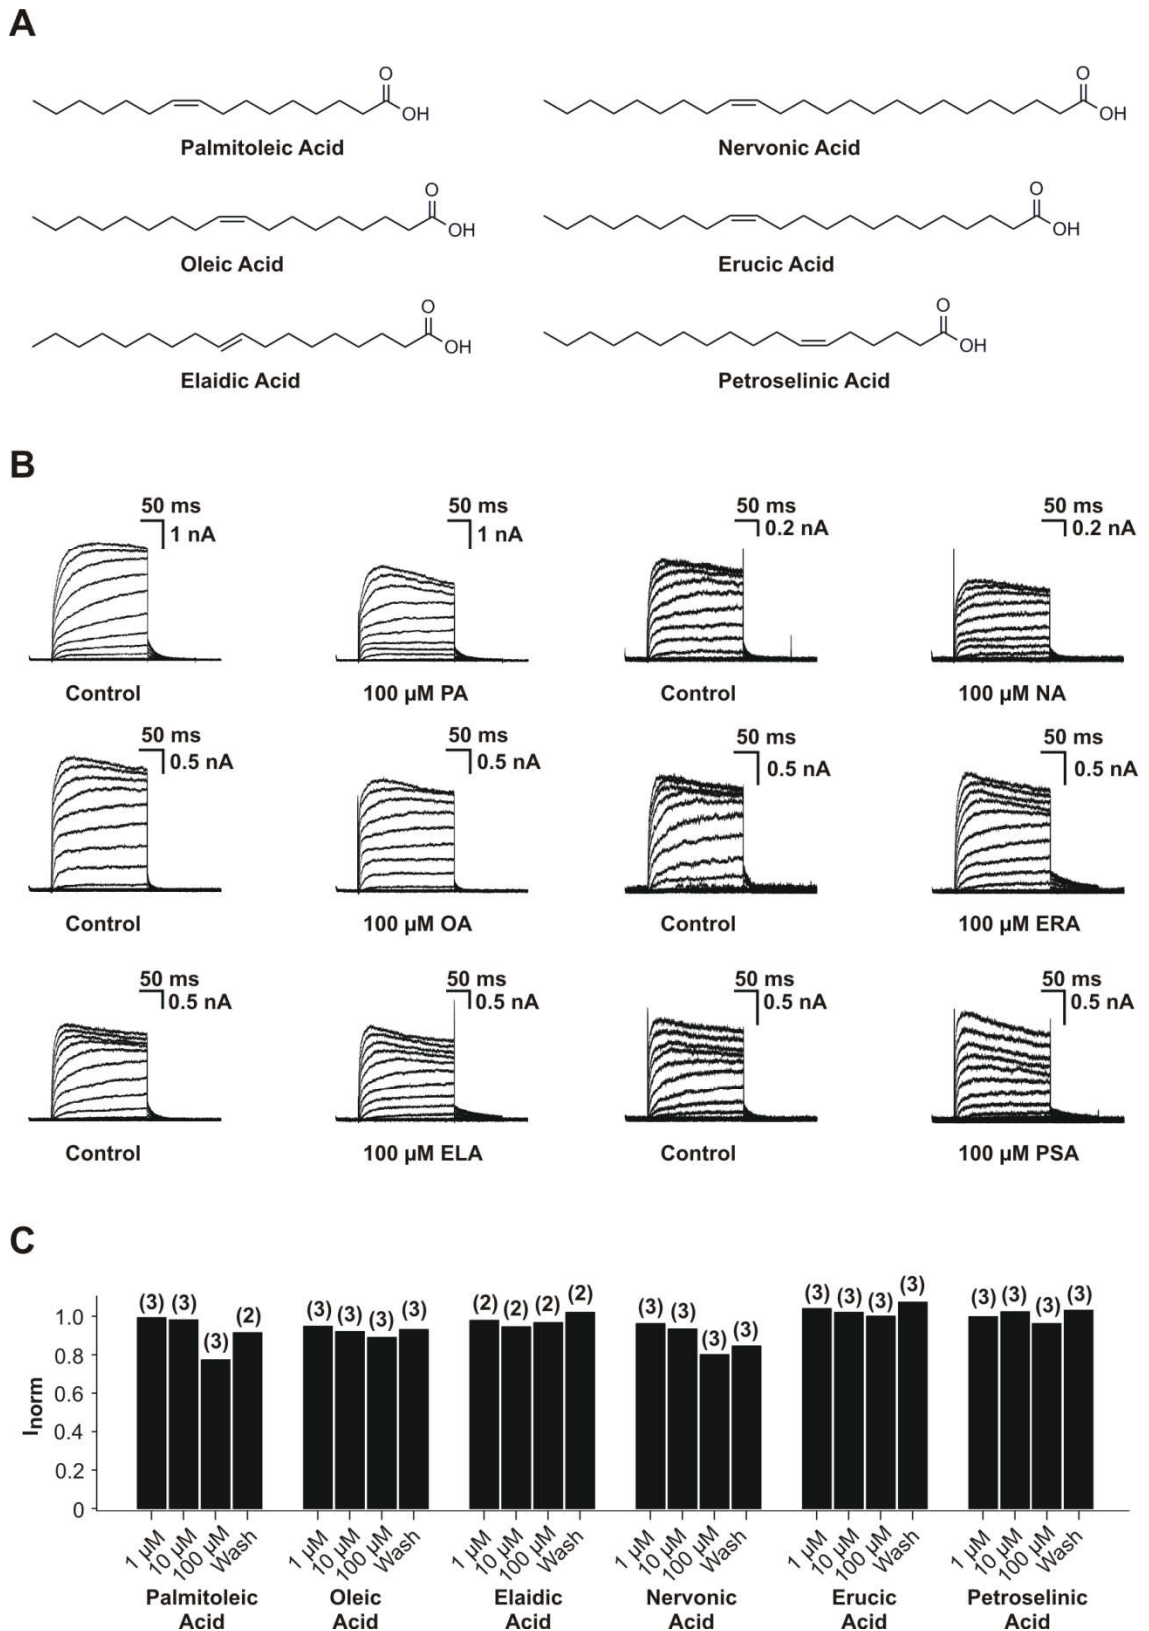 A
O
OH
Palmitoleic Acid
O
OH
Nervonic Acid
O
OH
Oleic Acid
O
OH
Erucic Acid
O
OH
Elaidic Acid
O
OH
Petroselinic Acid
B
50 ms
1 nA
Control
50 ms
1 nA
100 µM PA
50 ms
0.2 nA
Control
50 ms
0.2 nA
100 µM NA
50 ms
0.5 nA
Control
50 ms
0.5 nA
100 µM OA
50 ms
0.5 nA
Control
50 ms
0.5 nA
100 µM ERA
50 ms
0.5 nA
Control
50 ms
0.5 nA
100 µM ELA
50 ms
0.5 nA
Control
50 ms
0.5 nA
100 µM PSA
C
Inorm
1.0
0.8
0.6
0.4
0.2
0
(3) (3) (3) (2)
(3) (3) (3) (3)
(2) (2) (2) (2)
(3) (3) (3) (3)
(3) (3) (3) (3)
(3) (3) (3) (3)
1 µM 10 µM 100 µM Wash
1 µM 10 µM 100 µM Wash
1 µM 10 µM 100 µM Wash
1 µM 10 µM 100 µM Wash
1 µM 10 µM 100 µM Wash
1 µM 10 µM 100 µM Wash
Palmitoleic
Acid
Oleic
Acid
Elaidic
Acid
Nervonic
Acid
Erucic
Acid
Petroselinic
Acid